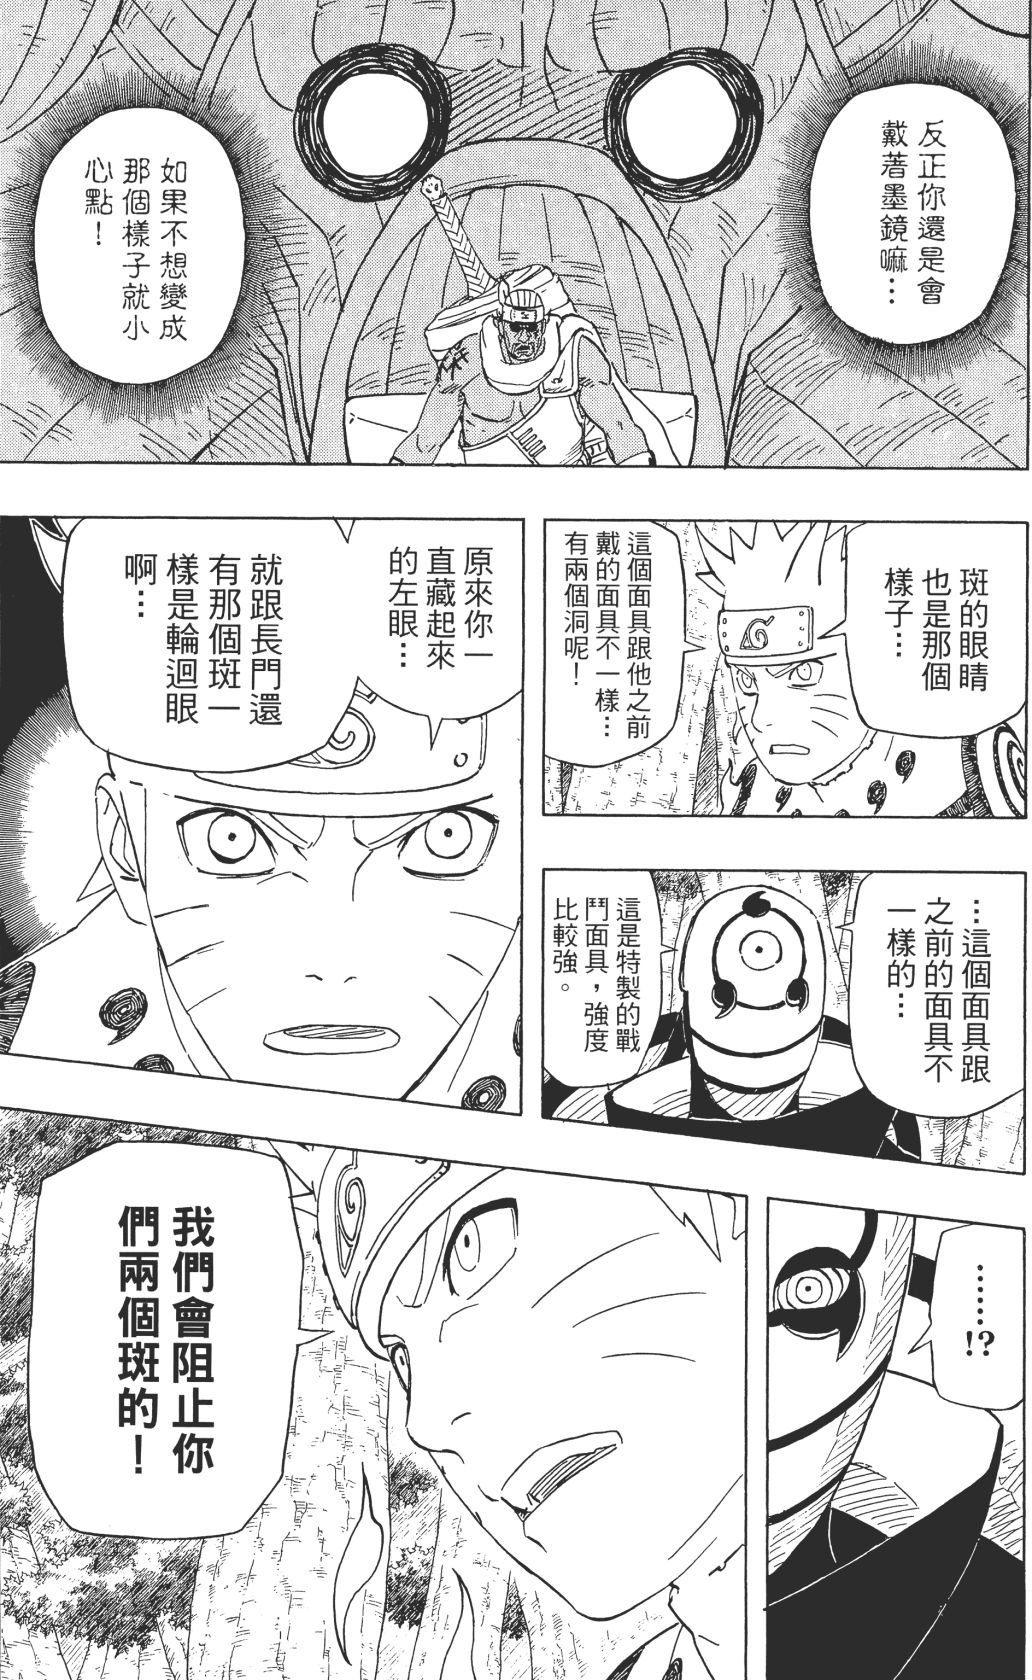 反正你還是會
戴著墨鏡嘛…
如果不想變成
那個樣子就小
心點！
斑的眼睛
也是那個
樣子…
這個面具跟他之前
戴的面具不一樣…
有兩個洞呢！
原來你一
直藏起來
的左眼…
就跟長門還
有那個斑一
樣是輪迴眼
啊…
…這個面具跟
之前的面具不
一樣的…
這是特製的戰
鬥面具，強度
比較強。
……!?
我們會阻止你
們兩個斑的！